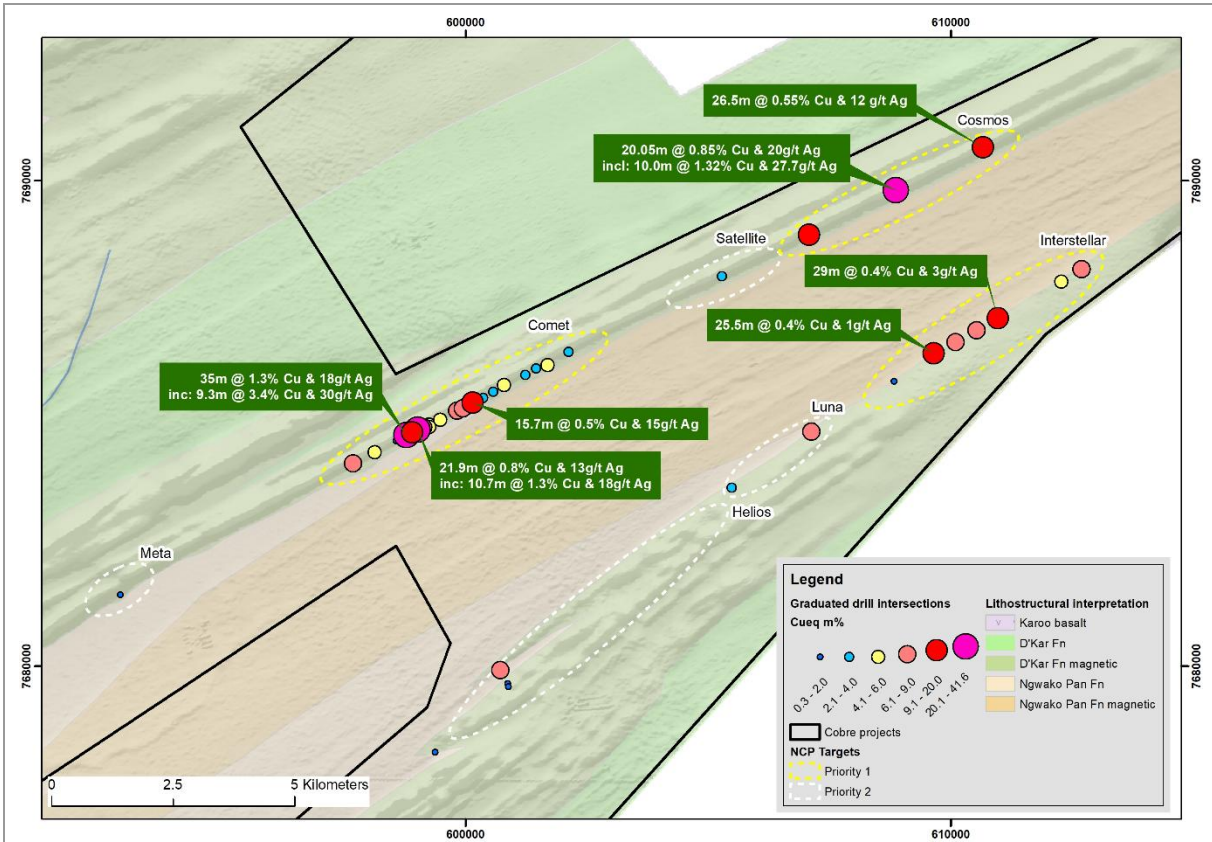 600000
610000
26.5m @ 0.55% Cu & 12 g/t Ag
Cosmos
20.05m @ 0.85% Cu & 20g/t Ag
incl: 10.0m @ 1.32% Cu & 27.7g/t Ag
7690000
7690000
Satellite
Interstellar
29m @ 0.4% Cu & 3g/t Ag
25.5m @ 0.4% Cu & 1g/t Ag
Comet
35m @ 1.3% Cu & 18g/t Ag
inc: 9.3m @ 3.4% Cu & 30g/t Ag
Luna
15.7m @ 0.5% Cu & 15g/t Ag
21.9m @ 0.8% Cu & 13g/t Ag
inc: 10.7m @ 1.3% Cu & 18g/t Ag
Helios
Meta
7680000
7680000
Legend
Graduated drill intersections
Cueq m%
0.3 - 2.0
2.1 - 4.0
4.1 - 6.0
6.1 - 9.0
9.1 - 20.0
20.1 - 41.6
Cobre projects
NCP Targets
Priority 1
Priority 2
Lithostructural interpretation
v Karoo basalt
D'Kar Fn
D'Kar Fn magnetic
Ngwako Pan Fn
Ngwako Pan Fn magnetic
0 2.5 5 Kilometers
600000
610000